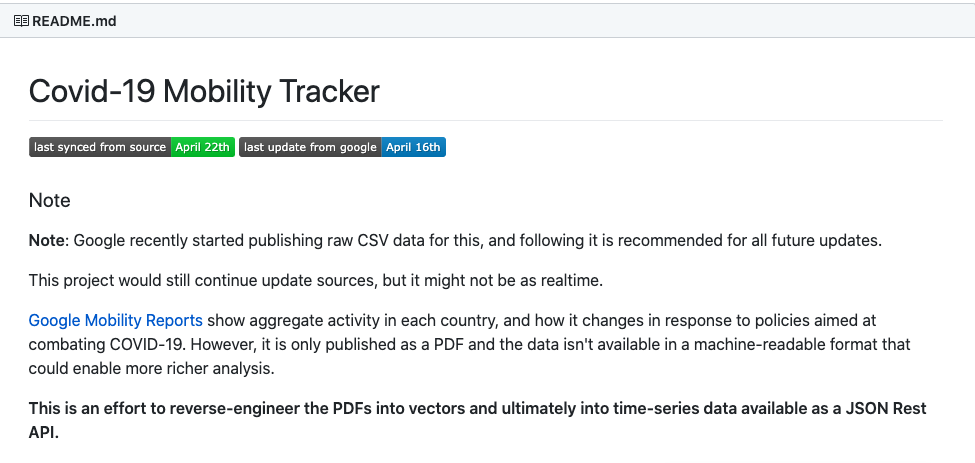 README.md
Covid-19 Mobility Tracker
last synced from source April 22th last update from google April 16th
Note
Note: Google recently started publishing raw CSV data for this, and following it is recommended for all future updates.
This project would still continue update sources, but it might not be as realtime.
Google Mobility Reports show aggregate activity in each country, and how it changes in response to policies aimed at
combating COVID-19. However, it is only published as a PDF and the data isn't available in a machine-readable format that
could enable more richer analysis.
This is an effort to reverse-engineer the PDFs into vectors and ultimately into time-series data available as a JSON Rest
API.